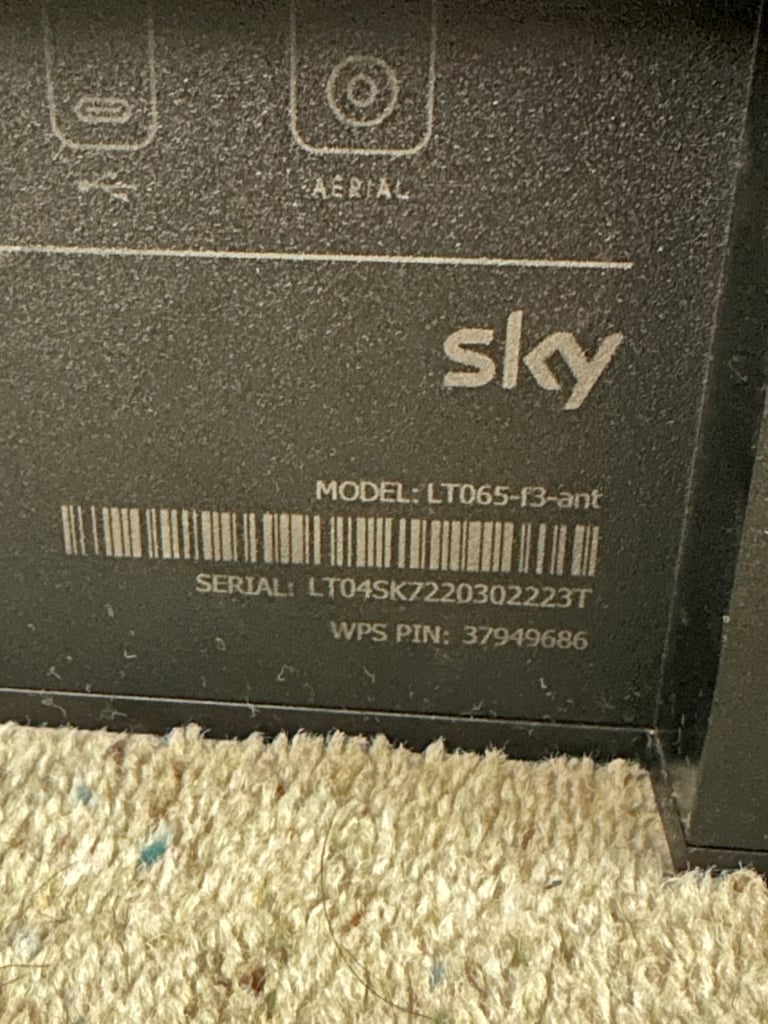 AERIAL
sky
MODEL: LT065-f3-ant
SERIAL: LT04SK7220302223T
WPS PIN: 37949686